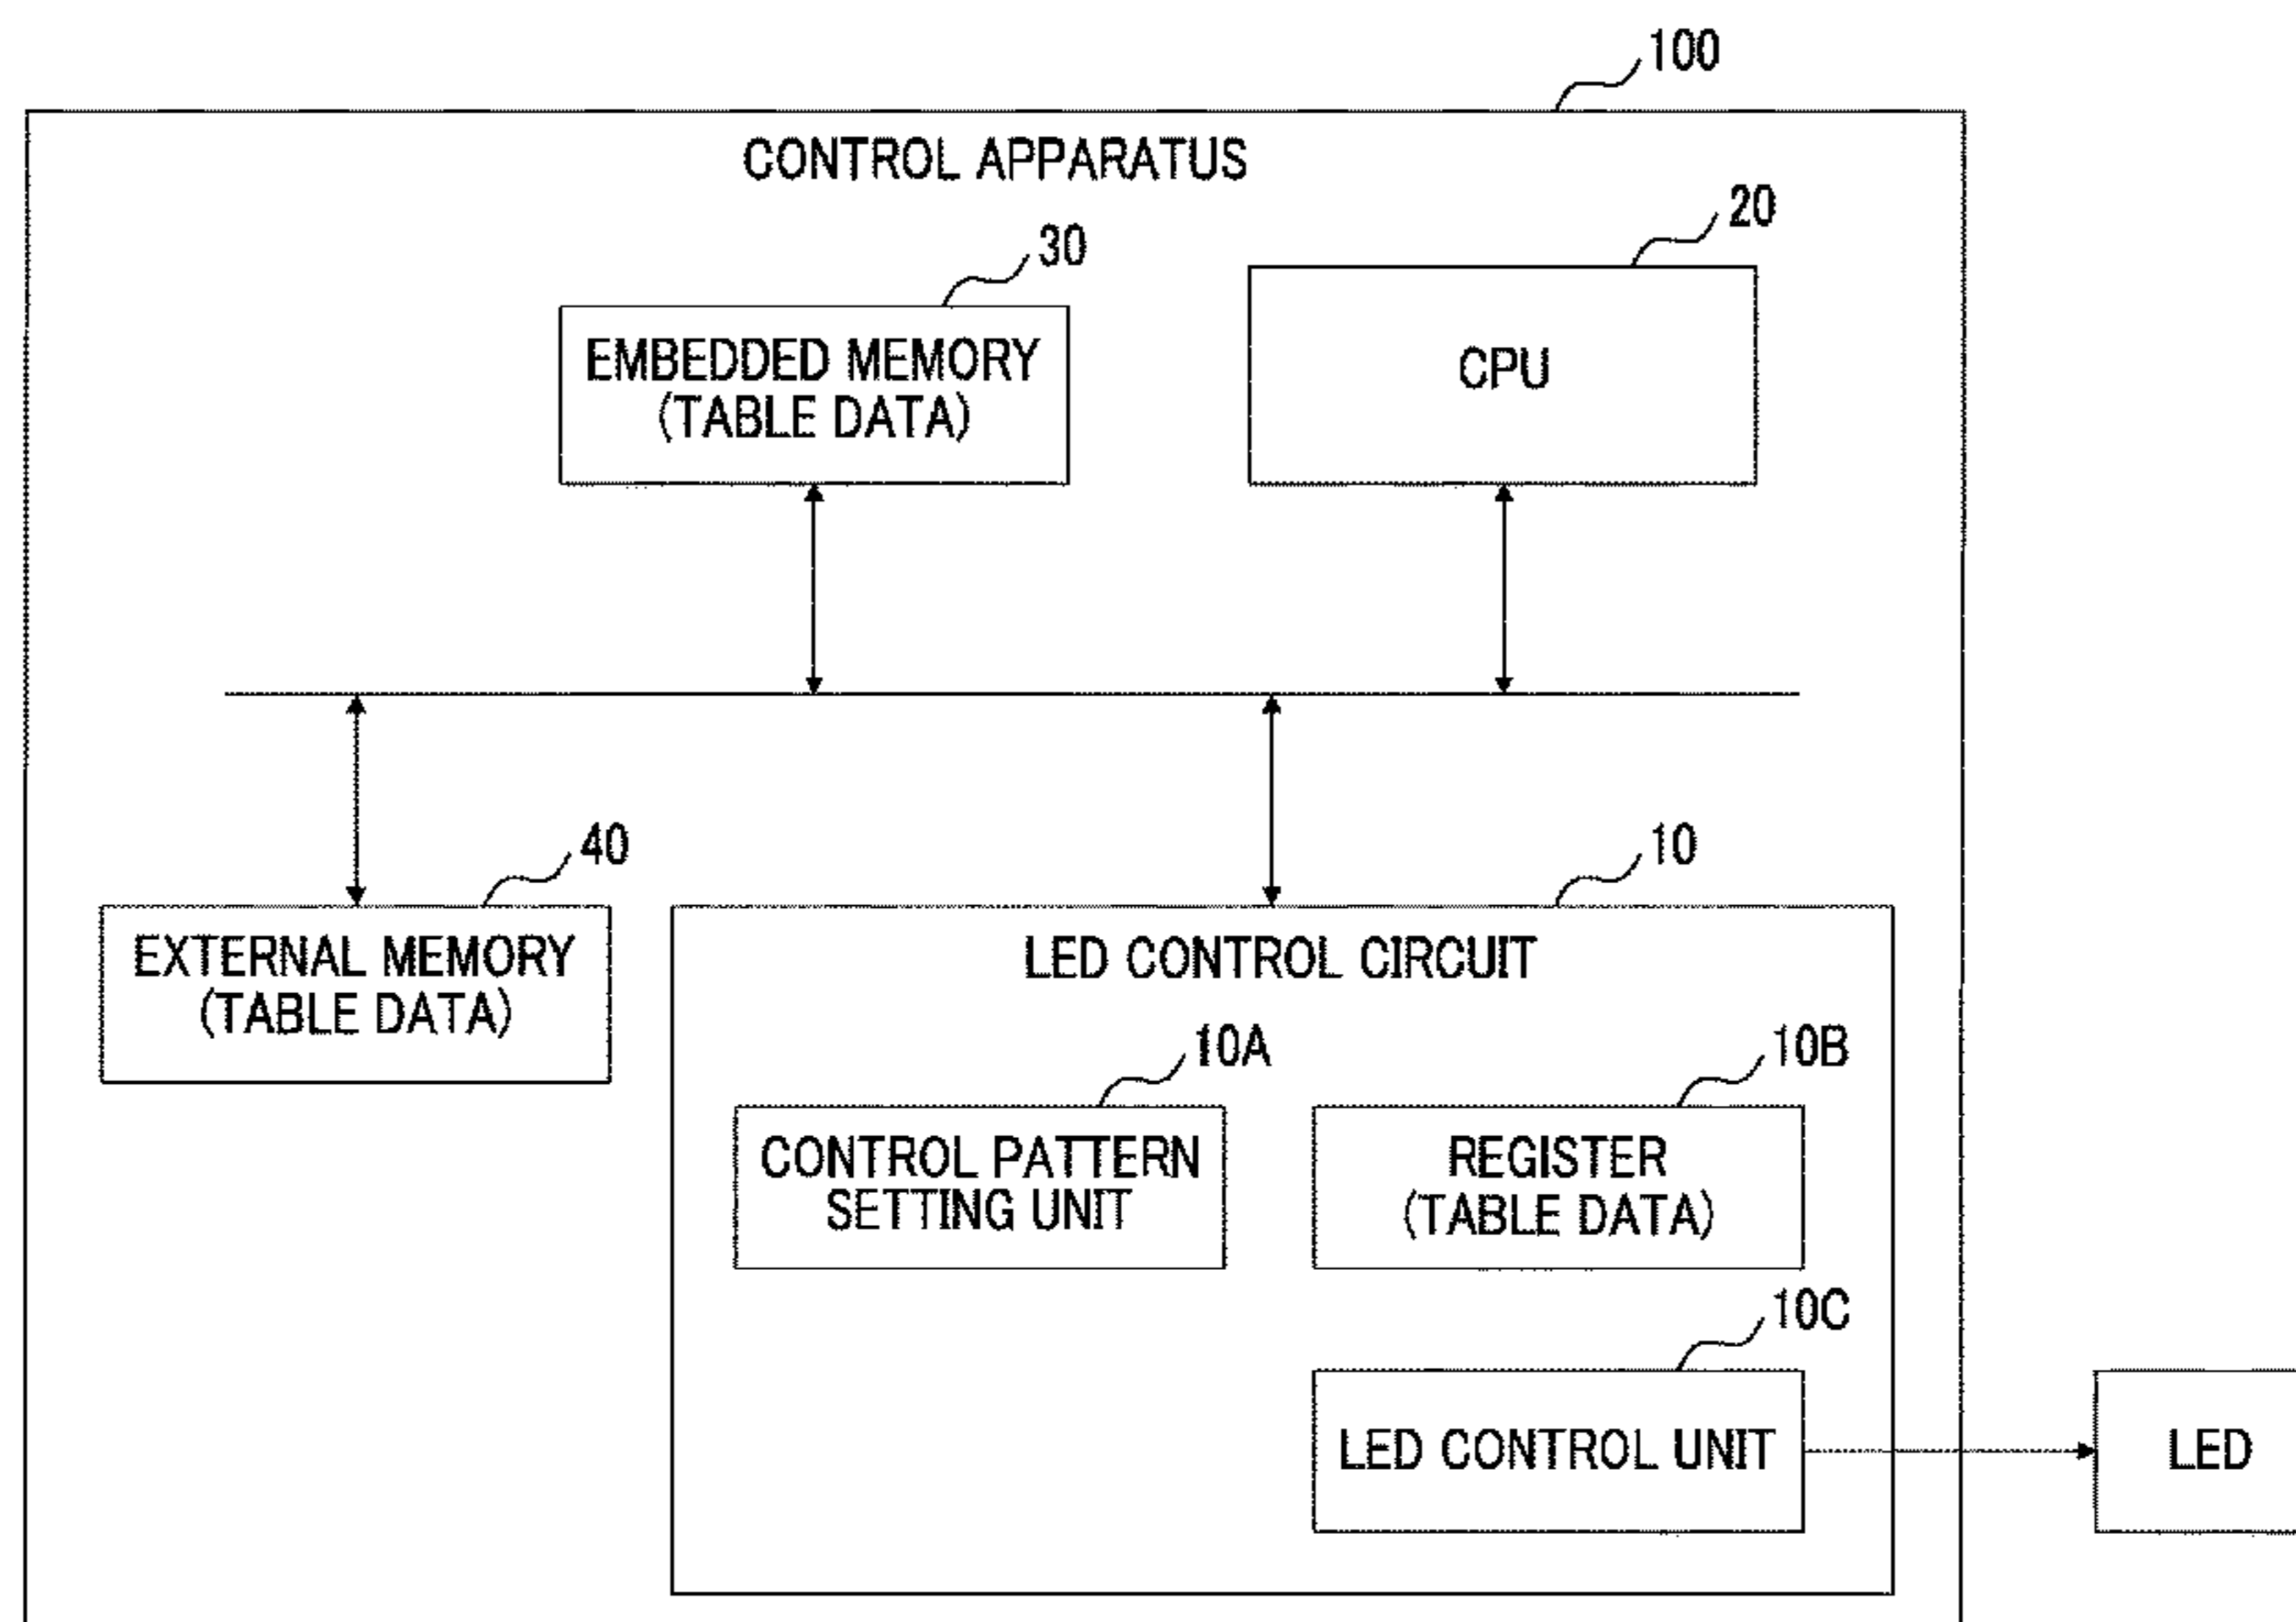 100
CONTROL APPARATUS
20
30
EMBEDDED MEMORY
(TABLE DATA)
CPU
40
10
EXTERNAL MEMORY
(TABLE DATA)
LED CONTROL CIRCUIT
10A
10B
CONTROL PATTERN
SETTING UNIT
REGISTER
(TABLE DATA)
10C
LED CONTROL UNIT
LED